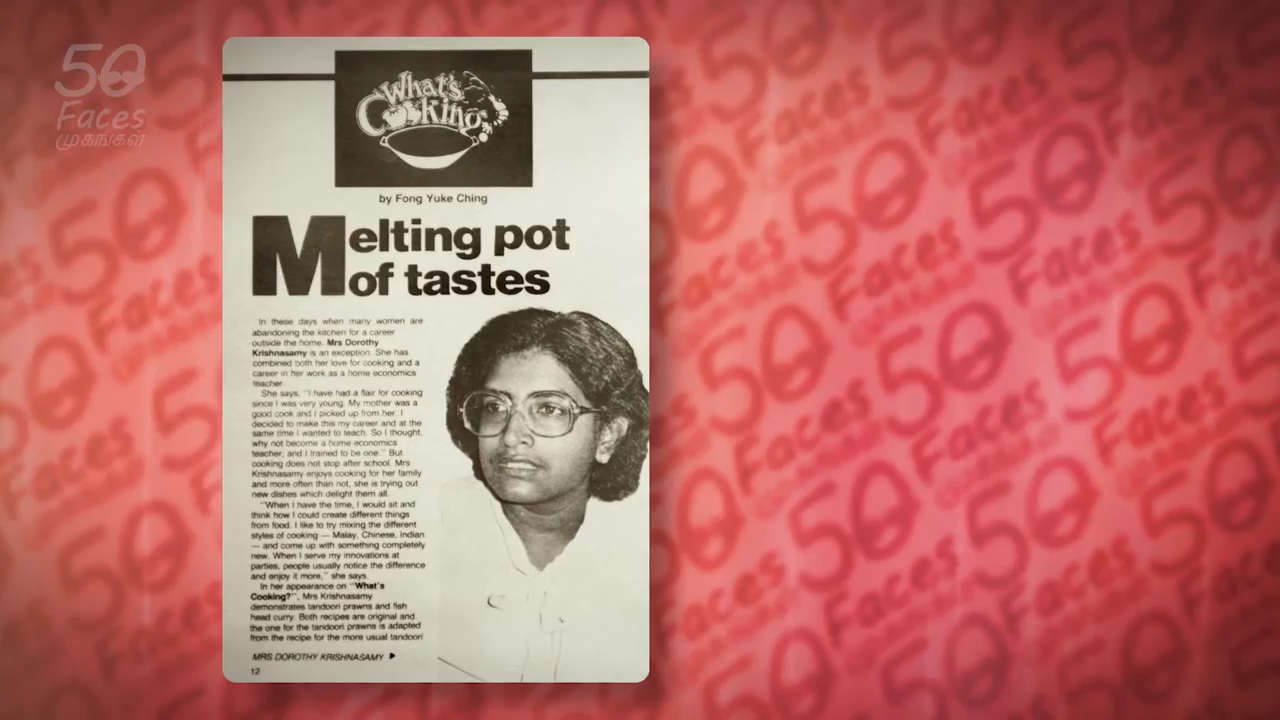 50
Faces
முகங்கள்
What's
Cooking
by Fong Yuke Ching
Melting pot
of tastes
In these days when many women are
abandoning the kitchen for a career
outside the home, Mrs Dorothy
Krishnasamy is an exception. She has
combined both her love for cooking and a
career in her work as a home economics
teacher.
She says, "I have had a flair for cooking
since I was very young. My mother was a
good cook and I picked up from her. I
decided to make this my career and at the
same time I wanted to teach. So I thought,
why not become a home economics
teacher, and I trained to be one." But
cooking does not stop after school. Mrs
Krishnasamy enjoys cooking for her family
and more often than not, she is trying out
new dishes which delight them all.
"When I have the time, I would sit and
think how I could create different things
from food. I like to try mixing the different
styles of cooking — Malay, Chinese, Indian
— and come up with something completely
new. When I serve my innovations at
parties, people usually notice the difference
and enjoy it more," she says.
In her appearance on "What's
Cooking?", Mrs Krishnasamy
demonstrates tandoori prawns and fish
head curry. Both recipes are original and
the one for the tandoori prawns is adapted
from the recipe for the more usual tandoori
MRS DOROTHY KRISHNASAMY ►
12